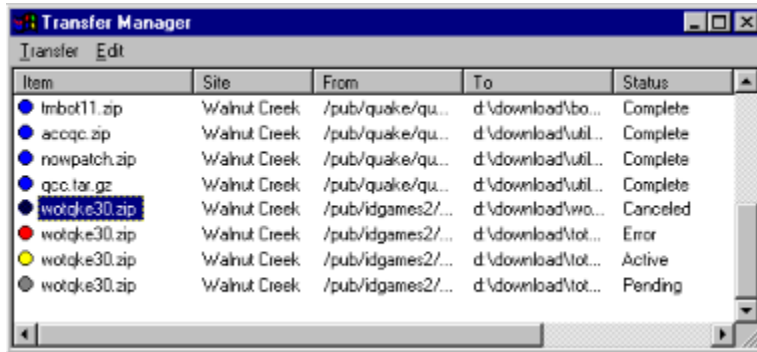 Transfer Manager
Transfer Edit
Item Site From To Status
tmbot11.zip Walnut Creek /pub/quake/qu... d:\download\bo... Complete
accqc.zip Walnut Creek /pub/quake/qu... d:\download\util... Complete
nowpatch.zip Walnut Creek /pub/quake/qu... d:\download\util... Complete
qcc.tar.gz Walnut Creek /pub/quake/qu... d:\download\util... Complete
wotqke30.zip Walnut Creek /pub/idgames2/... d:\download\wo... Canceled
wotqke30.zip Walnut Creek /pub/idgames2/... d:\download\tot... Error
wotqke30.zip Walnut Creek /pub/idgames2/... d:\download\tot... Active
wotqke30.zip Walnut Creek /pub/idgames2/... d:\download\tot... Pending